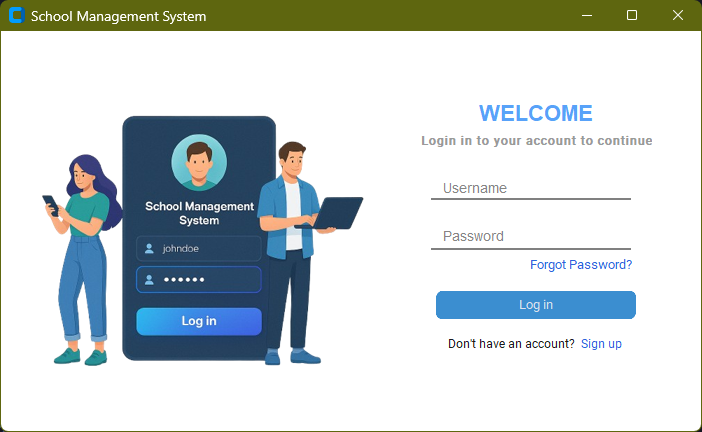 School Management System
School Management
System
johndoe
••••••
Log in
WELCOME
Login in to your account to continue
Username
Password
Forgot Password?
Log in
Don't have an account? Sign up